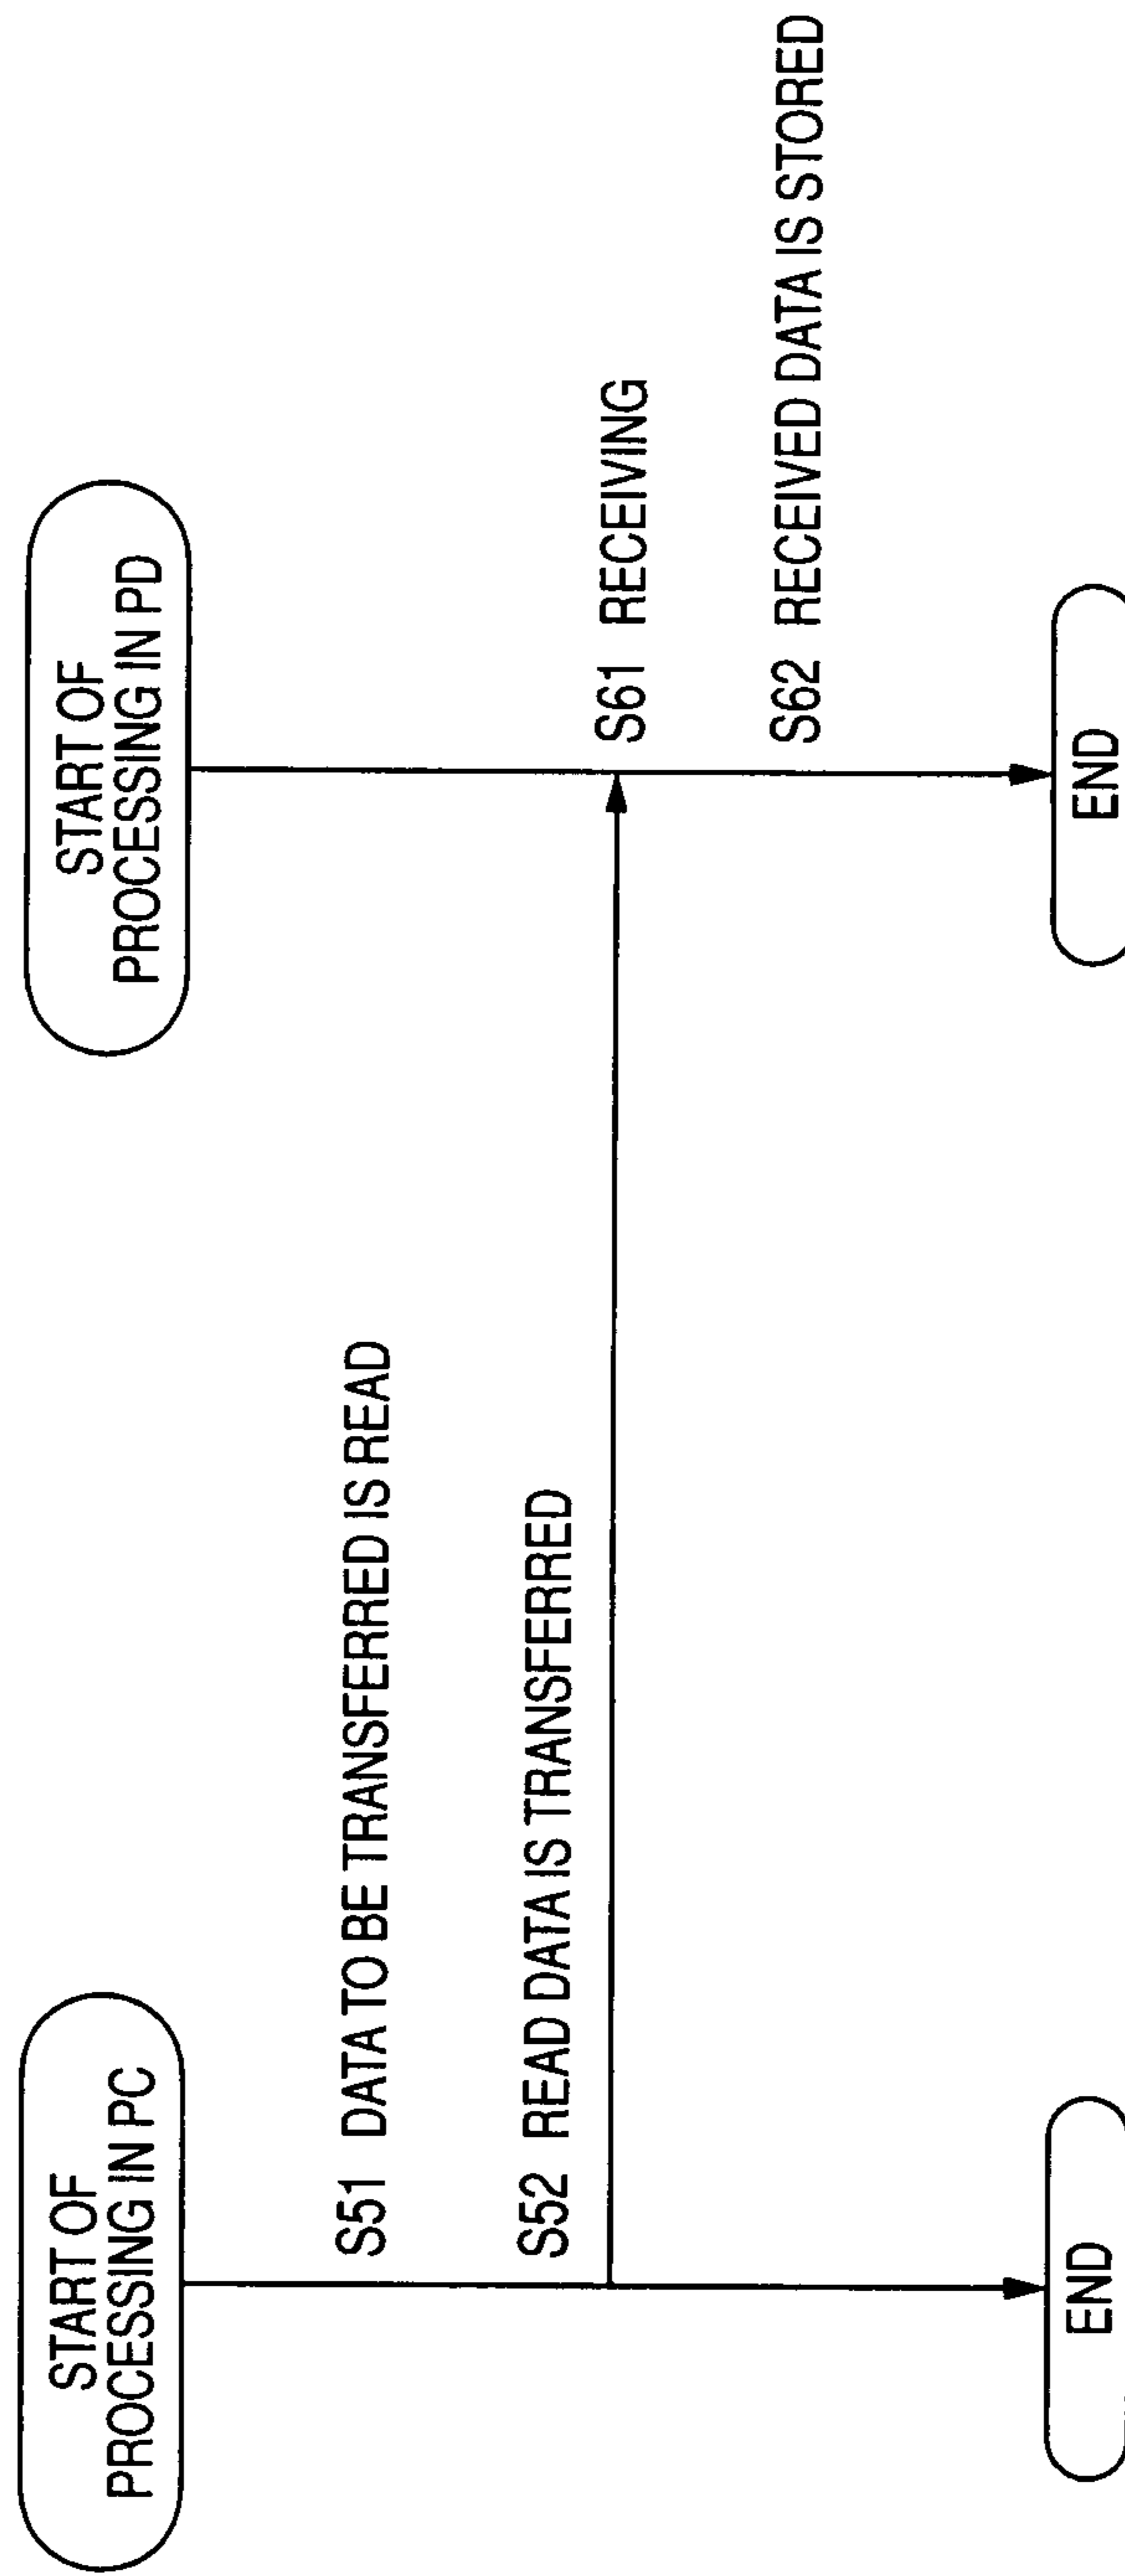 START OF
PROCESSING IN PC
S51 DATA TO BE TRANSFERRED IS READ
S52 READ DATA IS TRANSFERRED
END
START OF
PROCESSING IN PD
S61 RECEIVING
S62 RECEIVED DATA IS STORED
END